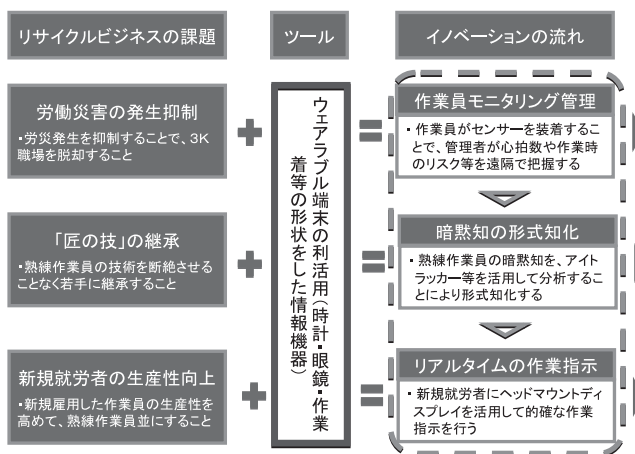 リサイクルビジネスの課題
ツール
イノベーションの流れ
労働災害の発生抑制
・労災発生を抑制することで、3K
職場を脱却すること
「匠の技」の継承
・熟練作業員の技術を断絶させる
ことなく若手に継承すること
新規就労者の生産性向上
・新規雇用した作業員の生産性を
高めて、熟練作業員並にすること
ウェアラブル端末の利活用(時計・眼鏡・作業
着等の形状をした情報機器)
作業員モニタリング管理
・作業員がセンサーを装着するこ
とで、管理者が心拍数や作業時
のリスク等を遠隔で把握する
暗黙知の形式知化
・熟練作業員の暗黙知を、アイト
ラッカー等を活用して分析するこ
とにより形式知化する
リアルタイムの作業指示
・新規就労者にヘッドマウントディ
スプレイを活用して的確な作業
指示を行う